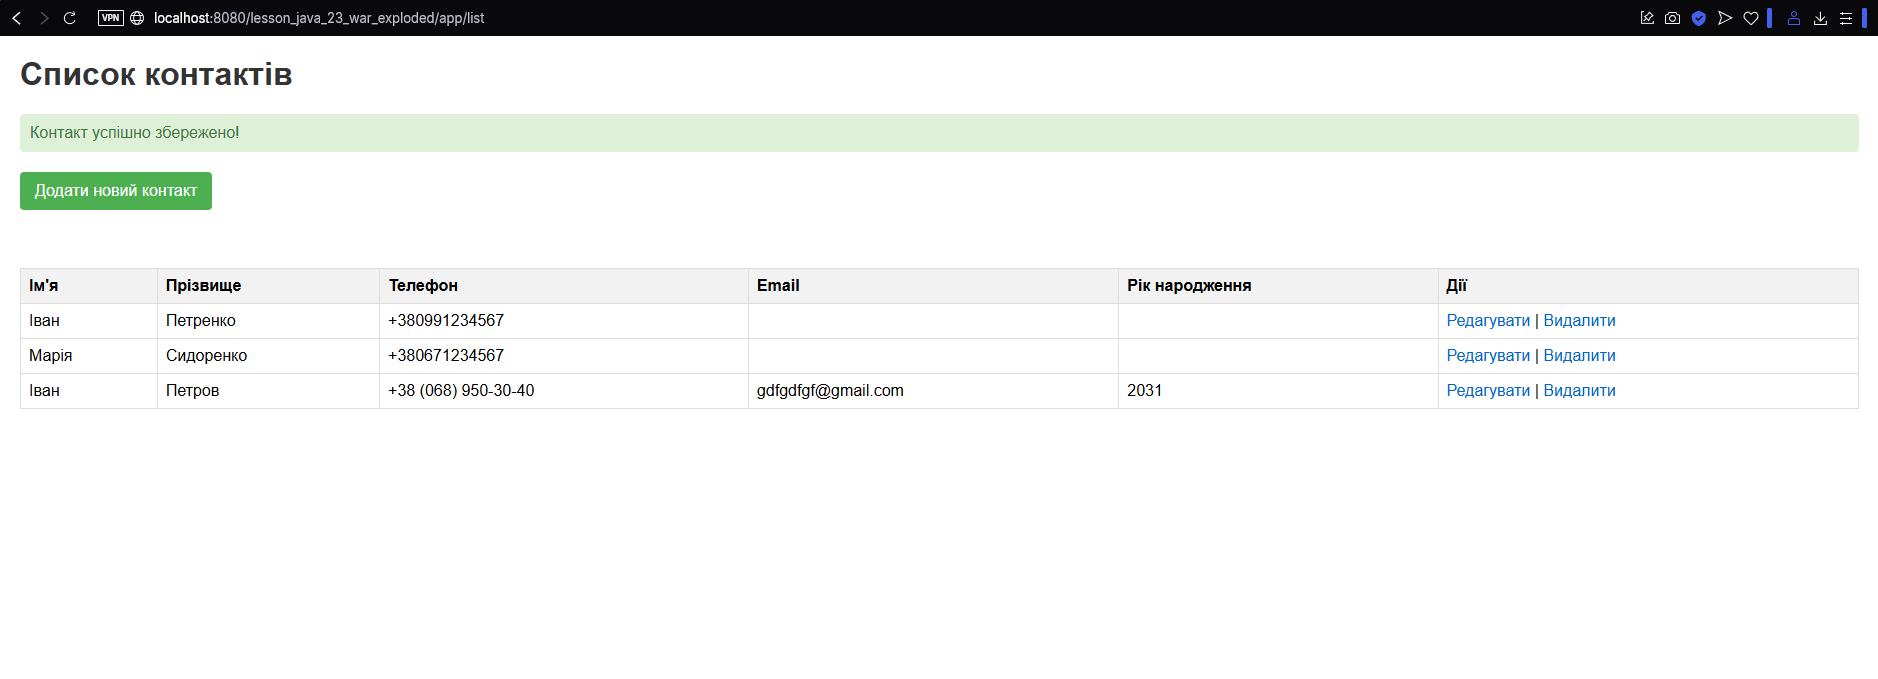 VPN localhost:8080/lesson_java_23_war_exploded/app/list
Список контактів
Контакт успішно збережено!
Додати новий контакт
Ім'я Прізвище Телефон Email Рік народження Дії
Іван Петренко +380991234567 Редагувати | Видалити
Марія Сидоренко +380671234567 Редагувати | Видалити
Іван Петров +38 (068) 950-30-40 gdfgdfgf@gmail.com 2031 Редагувати | Видалити